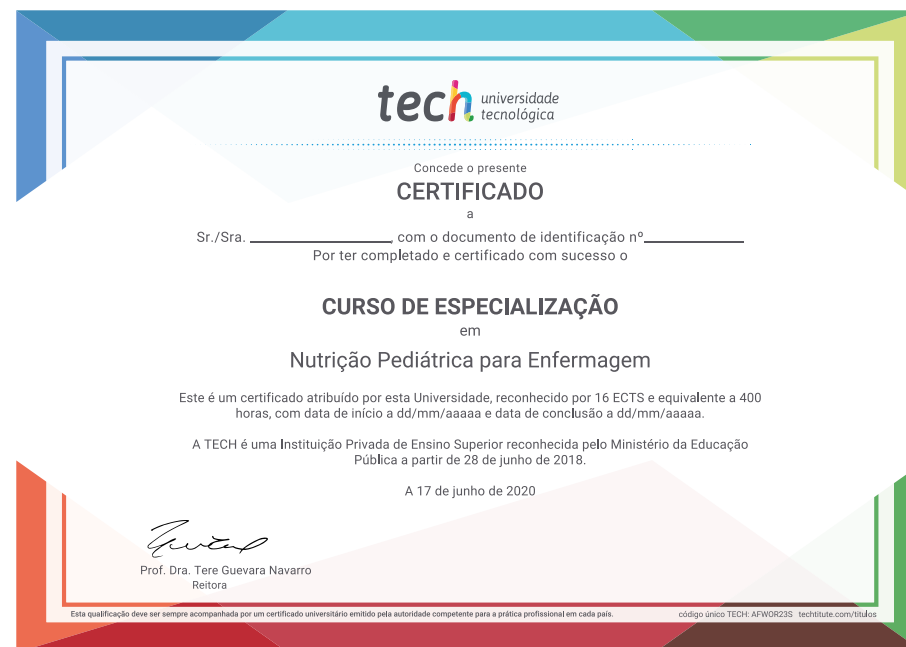 tech universidade
tecnológica
Concede o presente
CERTIFICADO
a
Sr./Sra. ____________________, com o documento de identificação nº______________
Por ter completado e certificado com sucesso o
CURSO DE ESPECIALIZAÇÃO
em
Nutrição Pediátrica para Enfermagem
Este é um certificado atribuído por esta Universidade, reconhecido por 16 ECTS e equivalente a 400
horas, com data de início a dd/mm/aaaaa e data de conclusão a dd/mm/aaaaa.
A TECH é uma Instituição Privada de Ensino Superior reconhecida pelo Ministério da Educação
Pública a partir de 28 de junho de 2018.
A 17 de junho de 2020
Prof. Dra. Tere Guevara Navarro
Reitora
Esta qualificação deve ser sempre acompanhada por um certificado universitário emitido pela autoridade competente para a prática profissional em cada país. código único TECH: AFWOR23S techtitute.com/titulos